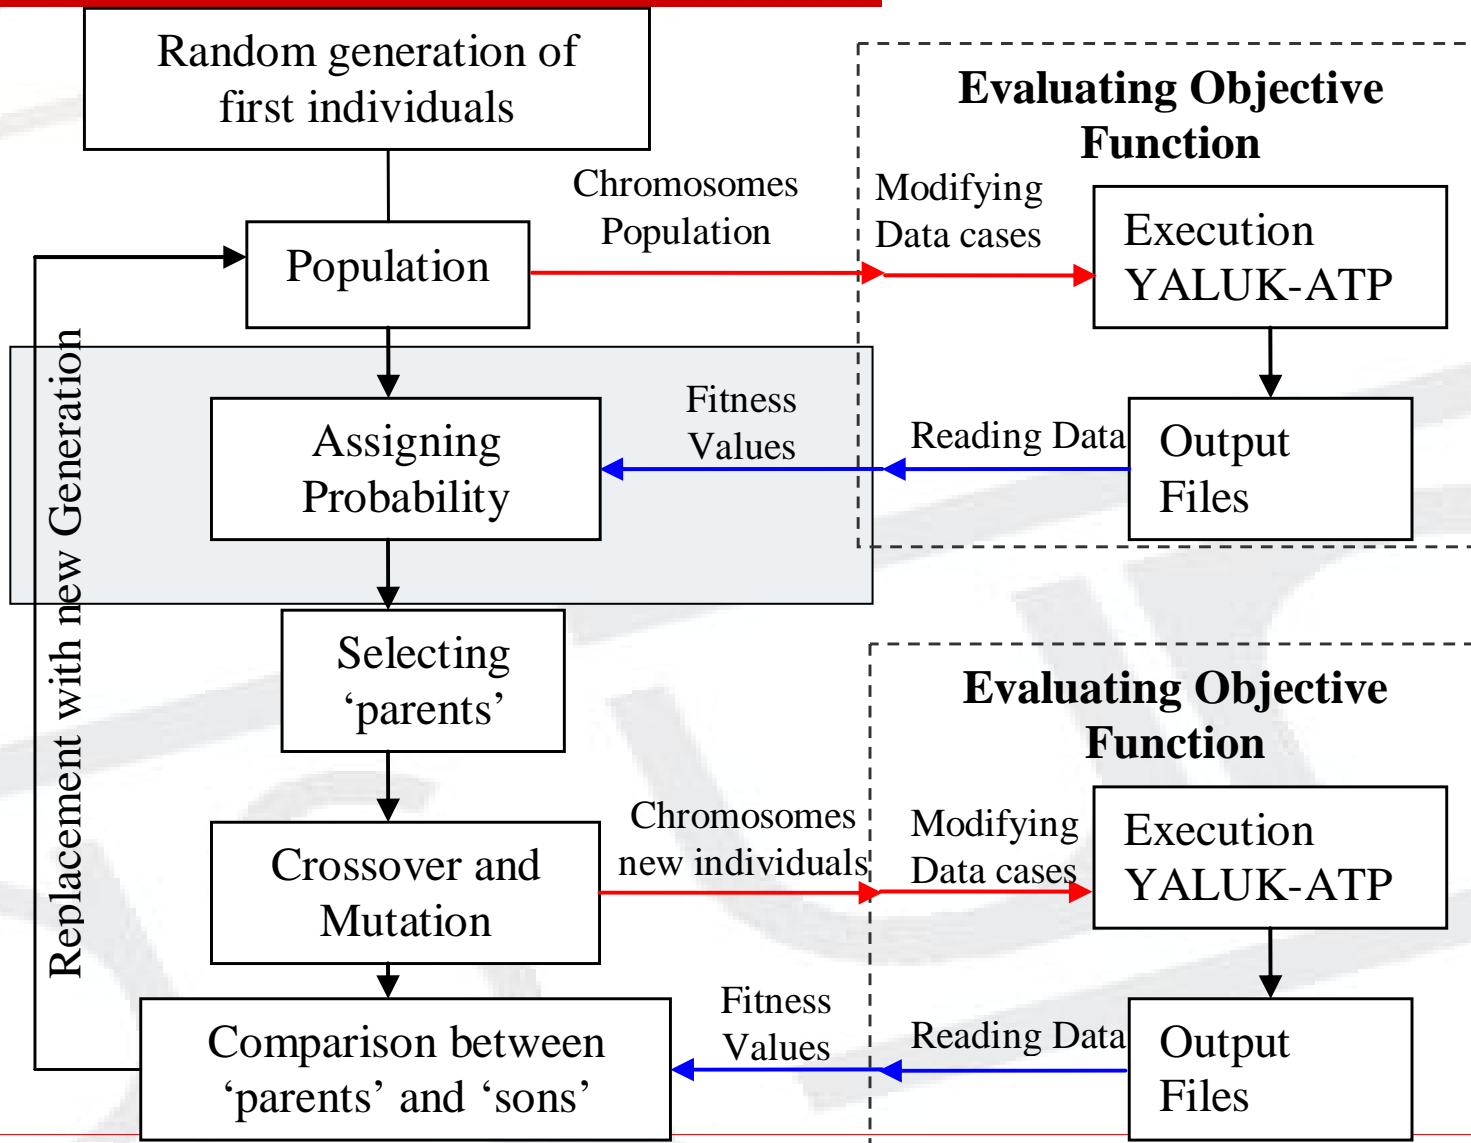 Random generation of
first individuals
Evaluating Objective
Function
Chromosomes
Population
Modifying
Data cases
Execution
YALUK-ATP
Population
Fitness
Values
Reading Data
Output
Files
Assigning
Probability
Replacement with new Generation
Selecting
‘parents’
Evaluating Objective
Function
Chromosomes
new individuals
Modifying
Data cases
Execution
YALUK-ATP
Crossover and
Mutation
Fitness
Values
Reading Data
Output
Files
Comparison between
‘parents’ and ‘sons’